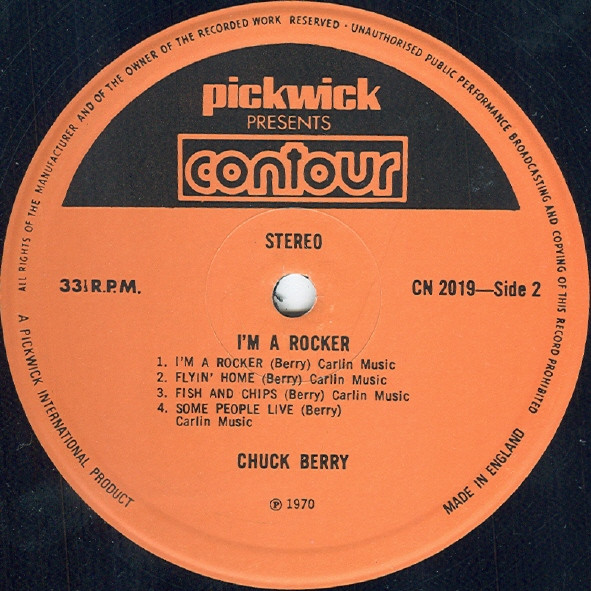 ALL RIGHTS OF THE MANUFACTURER AND OF THE OWNER OF THE RECORDED WORK RESERVED · UNAUTHORISED PUBLIC PERFORMANCE BROADCASTING AND COPYING OF THIS RECORD PROHIBITED
pickwick
PRESENTS
contour
STEREO
33⅓ R.P.M.
CN 2019—Side 2
I'M A ROCKER
1. I'M A ROCKER (Berry) Carlin Music
2. FLYIN' HOME (Berry) Carlin Music
3. FISH AND CHIPS (Berry) Carlin Music
4. SOME PEOPLE LIVE (Berry)
Carlin Music
CHUCK BERRY
℗ 1970
A PICKWICK INTERNATIONAL PRODUCT
MADE IN ENGLAND